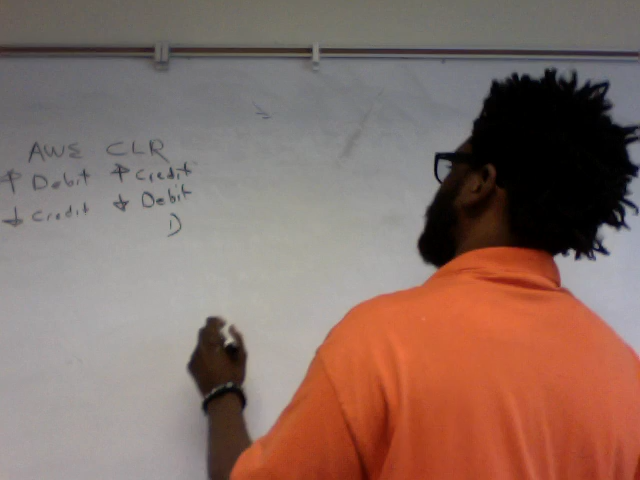 AWE CLR
↑ Debit ↑ Credit
↓ Credit ↓ Debit
D